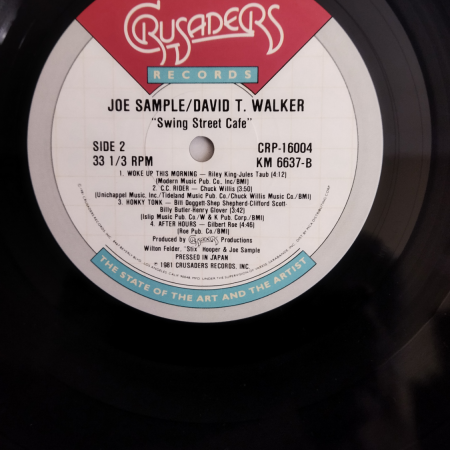 CRUSADERS
RECORDS
JOE SAMPLE/DAVID T. WALKER
"Swing Street Cafe"
SIDE 2
CRP-16004
33 1/3 RPM
KM 6637-B
1. WOKE UP THIS MORNING – Riley King-Jules Taub (4:12)
(Modern Music Pub. Co., Inc/BMI)
2. C.C. RIDER – Chuck Willis (3:50)
(Unichappel Music, Inc./Tideland Music Pub. Co./Chuck Willis Music Co./BMI)
3. HONKY TONK – Bill Doggett-Shep Shepherd-Clifford Scott-
Billy Butler-Henry Glover (3:42)
(Islip Music Pub. Co/W & K Pub. Corp./BMI)
4. AFTER HOURS – Gilbert Roe (4:46)
(Roe Pub. Co./BMI)
Produced by Crusaders Productions
Wilton Felder, "Stix" Hooper & Joe Sample
PRESSED IN JAPAN
℗ 1981 CRUSADERS RECORDS, INC.
THE STATE OF THE ART AND THE ARTIST